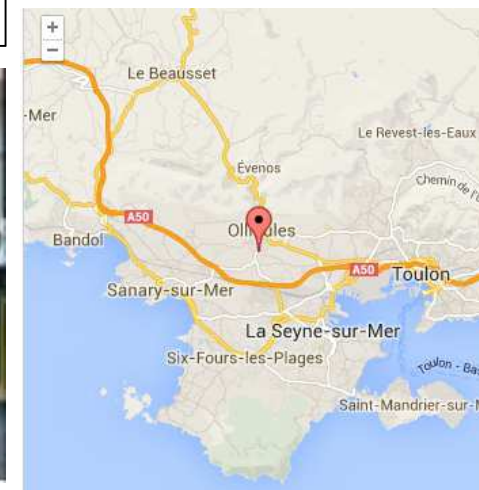 +
−
Le Beausset
-Mer
Le Revest-les-Eaux
Évenos
Chemin de
A50
Bandol
A50
Toulon
Sanary-sur-Mer
La Seyne-sur-Mer
Six-Fours-les-Plages
Toulon - Ba
Saint-Mandrier-sur-